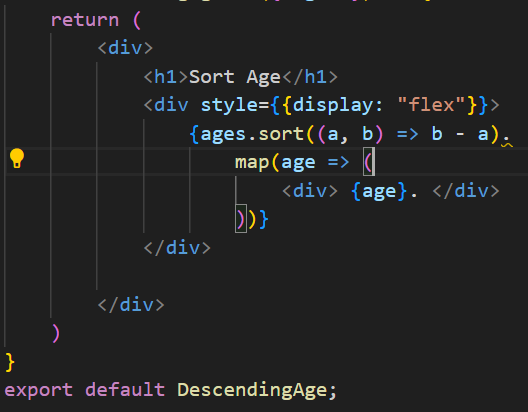 return (
<div>
<h1>Sort Age</h1>
<div style={{display: "flex"}}>
{ages.sort((a, b) => b - a).
map(age => (
<div> {age}. </div>
))}
</div>
</div>
)
}
export default DescendingAge;